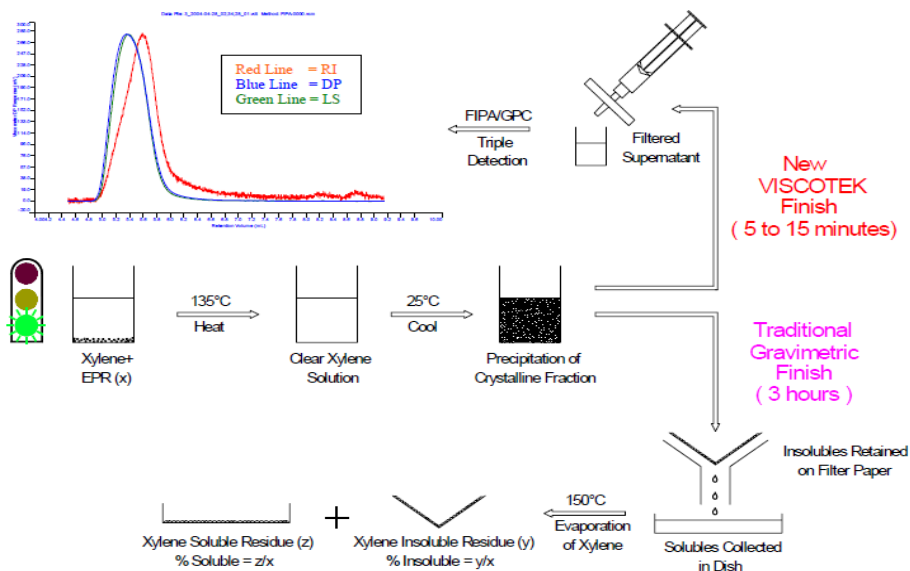 Red Line = RI
Blue Line = DP
Green Line = LS
Retention Volume (mL)
FIPA/GPC
Triple
Detection
Filtered
Supernatant
New
VISCOTEK
Finish
( 5 to 15 minutes)
135°C
Heat
25°C
Cool
Xylene+
EPR (x)
Clear Xylene
Solution
Precipitation of
Crystalline Fraction
Traditional
Gravimetric
Finish
( 3 hours )
Insolubles Retained
on Filter Paper
150°C
Evaporation
of Xylene
Solubles Collected
in Dish
Xylene Soluble Residue (z)
% Soluble = z/x
+
Xylene Insoluble Residue (y)
% Insoluble = y/x